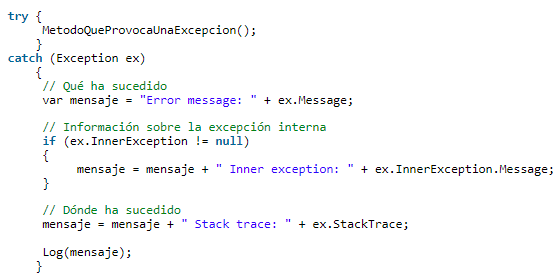 try {
MetodoQueProvocaUnaExcepcion();
}
catch (Exception ex)
{
// Qué ha sucedido
var mensaje = "Error message: " + ex.Message;
// Información sobre la excepción interna
if (ex.InnerException != null)
{
mensaje = mensaje + " Inner exception: " + ex.InnerException.Message;
}
// Dónde ha sucedido
mensaje = mensaje + " Stack trace: " + ex.StackTrace;
Log(mensaje);
}